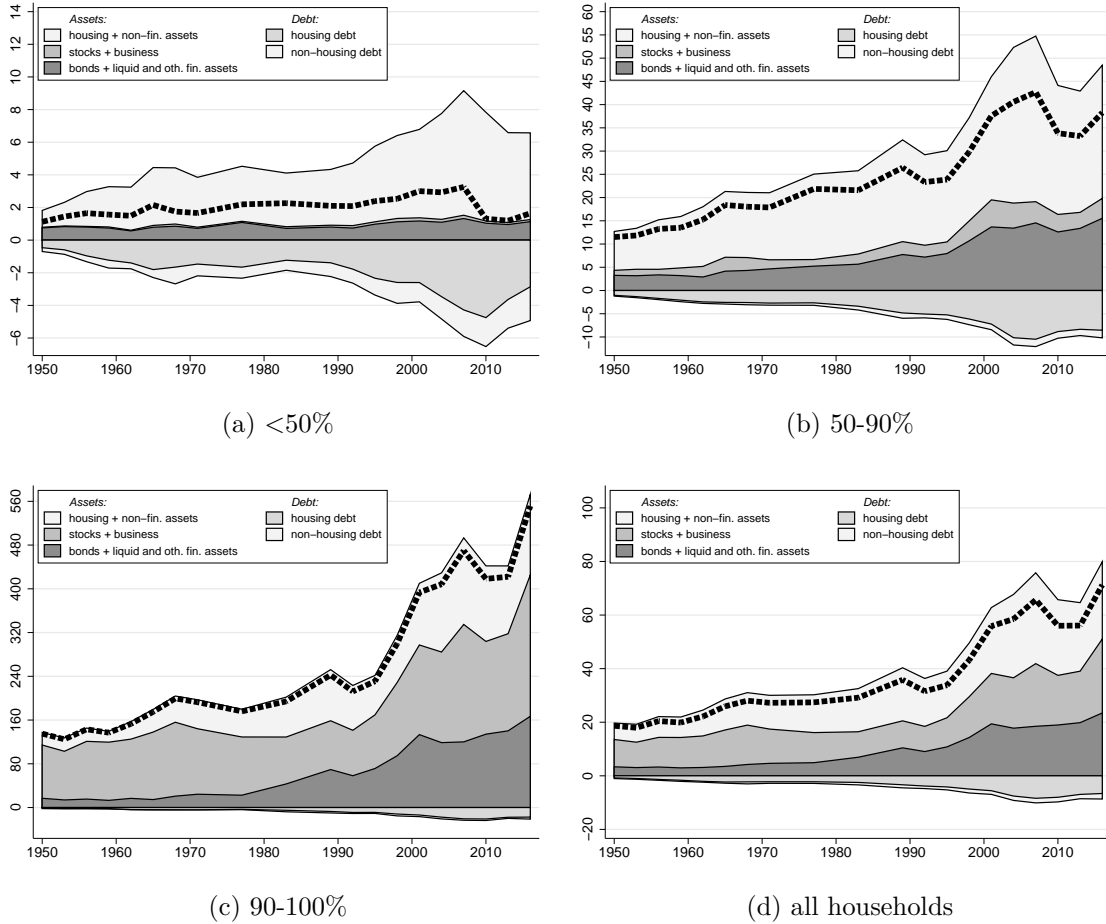 Assets: Debt:
housing + non−fin. assets housing debt
stocks + business non−housing debt
bonds + liquid and oth. fin. assets
14
12
10
8
6
4
2
0
−2
−4
−6
1950 1960 1970 1980 1990 2000 2010
(a) <50%
Assets: Debt:
housing + non−fin. assets housing debt
stocks + business non−housing debt
bonds + liquid and oth. fin. assets
60
55
50
45
40
35
30
25
20
15
10
5
0
−5
−10
1950 1960 1970 1980 1990 2000 2010
(b) 50-90%
Assets: Debt:
housing + non−fin. assets housing debt
stocks + business non−housing debt
bonds + liquid and oth. fin. assets
560
480
400
320
240
160
80
0
1950 1960 1970 1980 1990 2000 2010
(c) 90-100%
Assets: Debt:
housing + non−fin. assets housing debt
stocks + business non−housing debt
bonds + liquid and oth. fin. assets
100
80
60
40
20
0
−20
1950 1960 1970 1980 1990 2000 2010
(d) all households